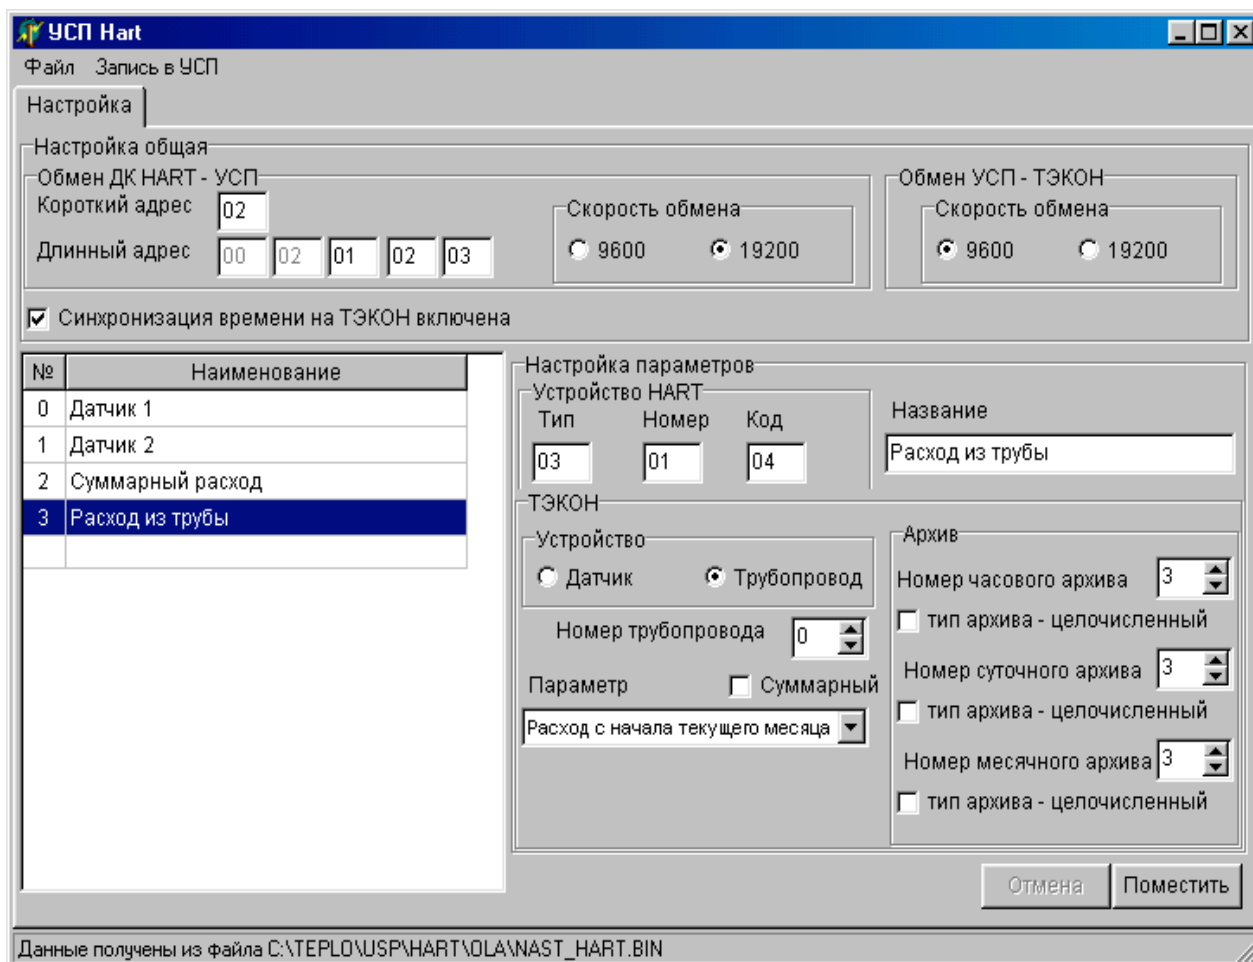 УСП Hart
Файл Запись в УСП
Настройка
Настройка общая
Обмен ДК HART - УСП
Короткий адрес 02
Длинный адрес 00 02 01 02 03
Скорость обмена
9600 19200
Обмен УСП - ТЭКОН
Скорость обмена
9600 19200
Синхронизация времени на ТЭКОН включена
№ Наименование
0 Датчик 1
1 Датчик 2
2 Суммарный расход
3 Расход из трубы
Настройка параметров
Устройство HART
Тип Номер Код
03 01 04
Название
Расход из трубы
ТЭКОН
Устройство
Датчик Трубопровод
Номер трубопровода 0
Параметр Суммарный
Расход с начала текущего месяца
Архив
Номер часового архива 3
тип архива - целочисленный
Номер суточного архива 3
тип архива - целочисленный
Номер месячного архива 3
тип архива - целочисленный
Отмена Поместить
Данные получены из файла C:\TEPLO\USP\HART\OLA\NAST_HART.BIN